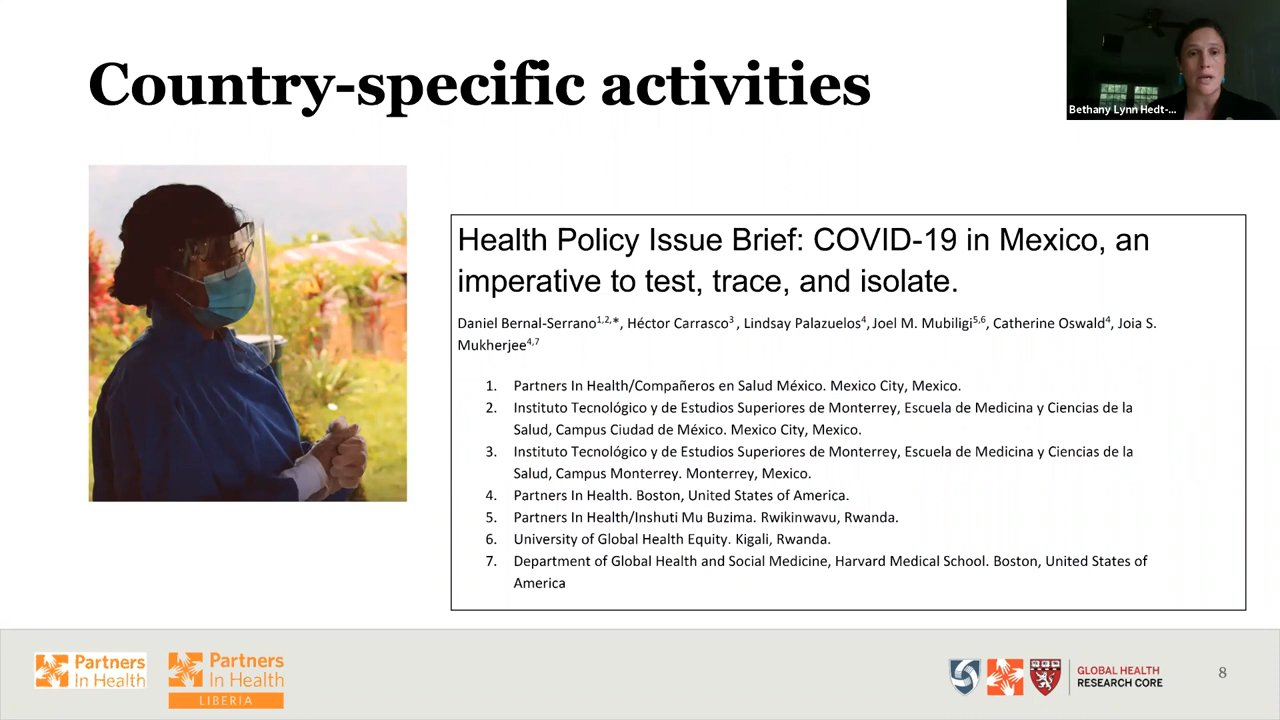 Country-specific activities
Bethany Lynn Hedt-...
Health Policy Issue Brief: COVID-19 in Mexico, an
imperative to test, trace, and isolate.
Daniel Bernal-Serrano1,2,*, Héctor Carrasco3 , Lindsay Palazuelos4, Joel M. Mubiligi5,6, Catherine Oswald4, Joia S.
Mukherjee4,7
1. Partners In Health/Compañeros en Salud México. Mexico City, Mexico.
2. Instituto Tecnológico y de Estudios Superiores de Monterrey, Escuela de Medicina y Ciencias de la
Salud, Campus Ciudad de México. Mexico City, Mexico.
3. Instituto Tecnológico y de Estudios Superiores de Monterrey, Escuela de Medicina y Ciencias de la
Salud, Campus Monterrey. Monterrey, Mexico.
4. Partners In Health. Boston, United States of America.
5. Partners In Health/Inshuti Mu Buzima. Rwikinwavu, Rwanda.
6. University of Global Health Equity. Kigali, Rwanda.
7. Department of Global Health and Social Medicine, Harvard Medical School. Boston, United States of
America
Partners
In Health
Partners
In Health
LIBERIA
GLOBAL HEALTH
RESEARCH CORE
8